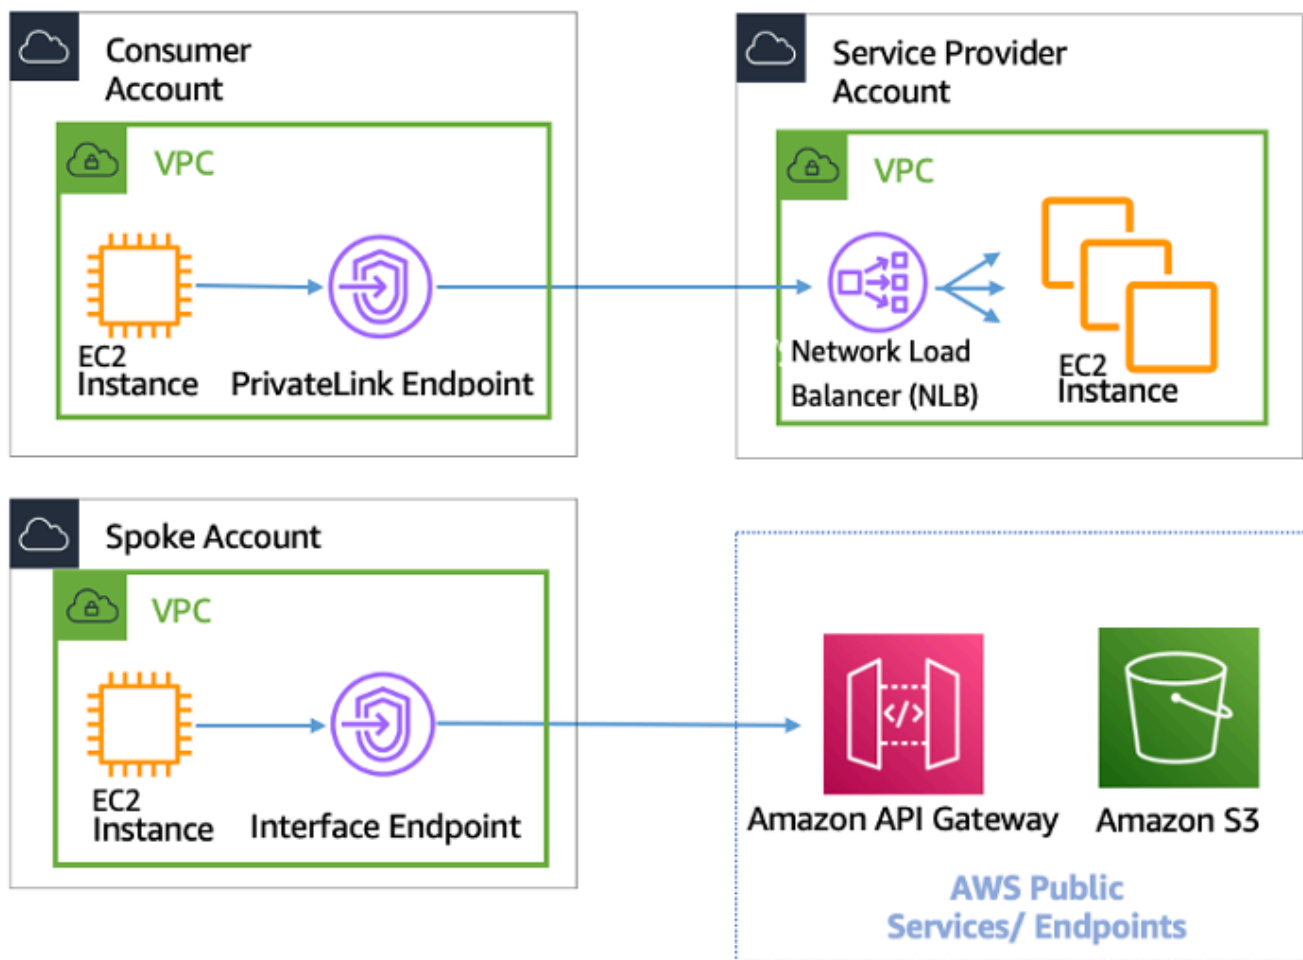 Consumer
Account
VPC
EC2
Instance
PrivateLink Endpoint
Service Provider
Account
VPC
Network Load
Balancer (NLB)
EC2
Instance
Spoke Account
VPC
EC2
Instance
Interface Endpoint
</>
Amazon API Gateway
Amazon S3
AWS Public
Services/ Endpoints